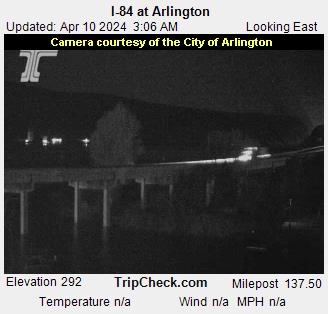 I-84 at Arlington
Updated: Apr 10 2024 3:06 AM Looking East
Camera courtesy of the City of Arlington
Elevation 292 TripCheck.com Milepost 137.50
Temperature n/a Wind n/a MPH n/a